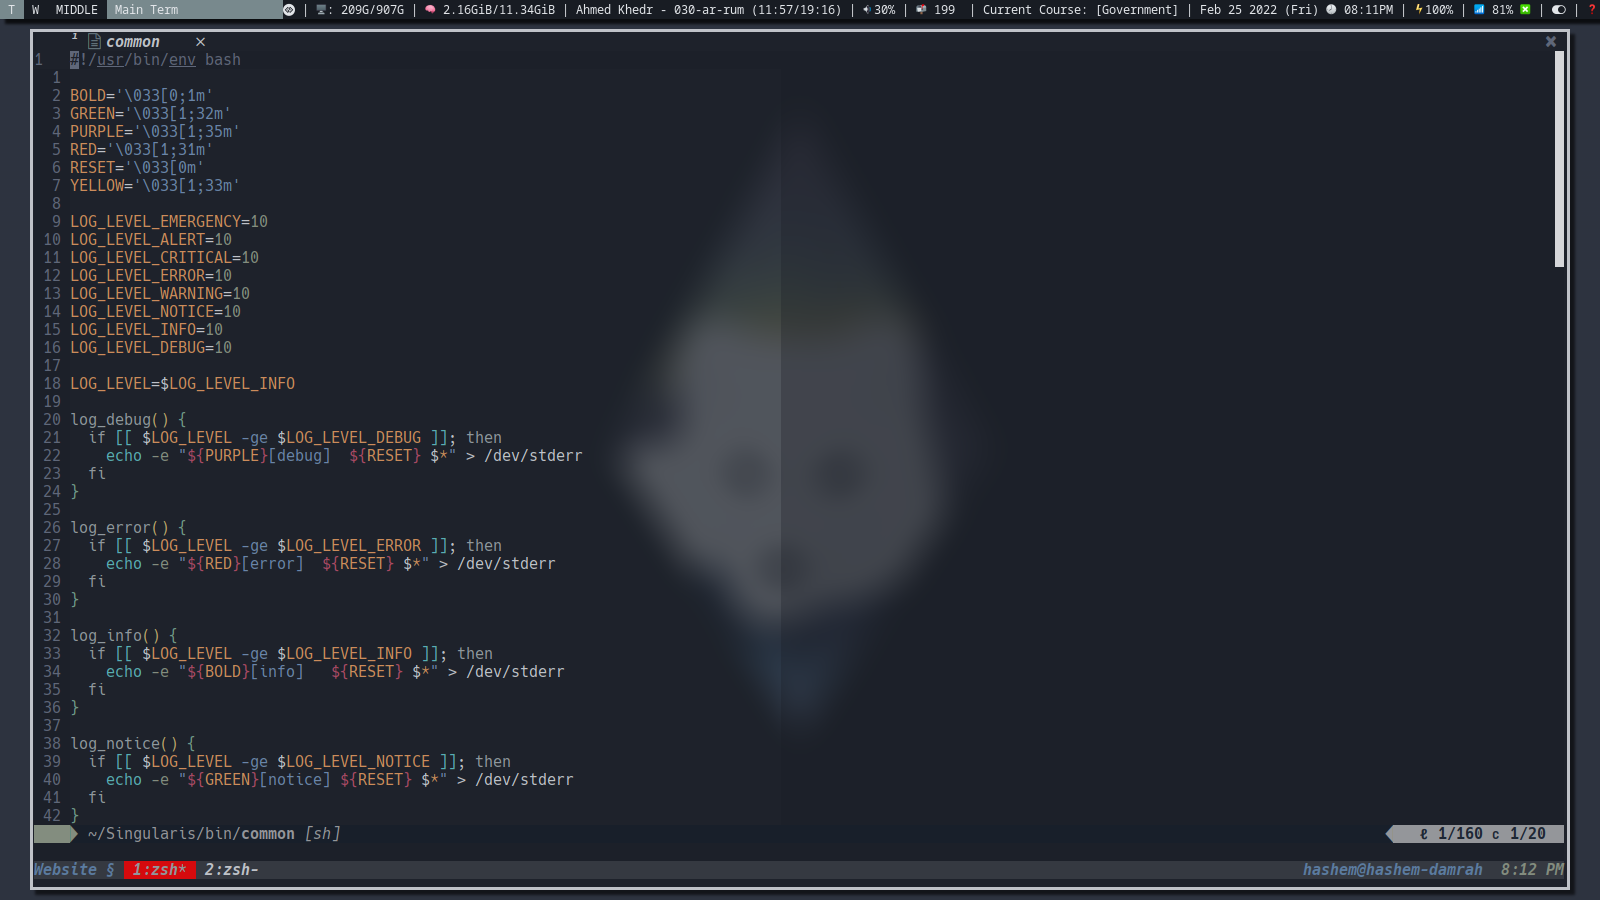 T W MIDDLE Main Term | : 209G/907G | 2.16GiB/11.34GiB | Ahmed Khedr - 030-ar-rum (11:57/19:16) | 30% | 199 | Current Course: [Government] | Feb 25 2022 (Fri) 08:11PM | 100% | 81% | | ?
1 common ×
1 #!/usr/bin/env bash
1
2 BOLD='\033[0;1m'
3 GREEN='\033[1;32m'
4 PURPLE='\033[1;35m'
5 RED='\033[1;31m'
6 RESET='\033[0m'
7 YELLOW='\033[1;33m'
8
9 LOG_LEVEL_EMERGENCY=10
10 LOG_LEVEL_ALERT=10
11 LOG_LEVEL_CRITICAL=10
12 LOG_LEVEL_ERROR=10
13 LOG_LEVEL_WARNING=10
14 LOG_LEVEL_NOTICE=10
15 LOG_LEVEL_INFO=10
16 LOG_LEVEL_DEBUG=10
17
18 LOG_LEVEL=$LOG_LEVEL_INFO
19
20 log_debug() {
21   if [[ $LOG_LEVEL -ge $LOG_LEVEL_DEBUG ]]; then
22     echo -e "${PURPLE}[debug]  ${RESET} $*" > /dev/stderr
23   fi
24 }
25
26 log_error() {
27   if [[ $LOG_LEVEL -ge $LOG_LEVEL_ERROR ]]; then
28     echo -e "${RED}[error]  ${RESET} $*" > /dev/stderr
29   fi
30 }
31
32 log_info() {
33   if [[ $LOG_LEVEL -ge $LOG_LEVEL_INFO ]]; then
34     echo -e "${BOLD}[info]   ${RESET} $*" > /dev/stderr
35   fi
36 }
37
38 log_notice() {
39   if [[ $LOG_LEVEL -ge $LOG_LEVEL_NOTICE ]]; then
40     echo -e "${GREEN}[notice] ${RESET} $*" > /dev/stderr
41   fi
42 }
~/Singularis/bin/common [sh] ℓ 1/160 c 1/20
Website § 1:zsh* 2:zsh- hashem@hashem-damrah 8:12 PM